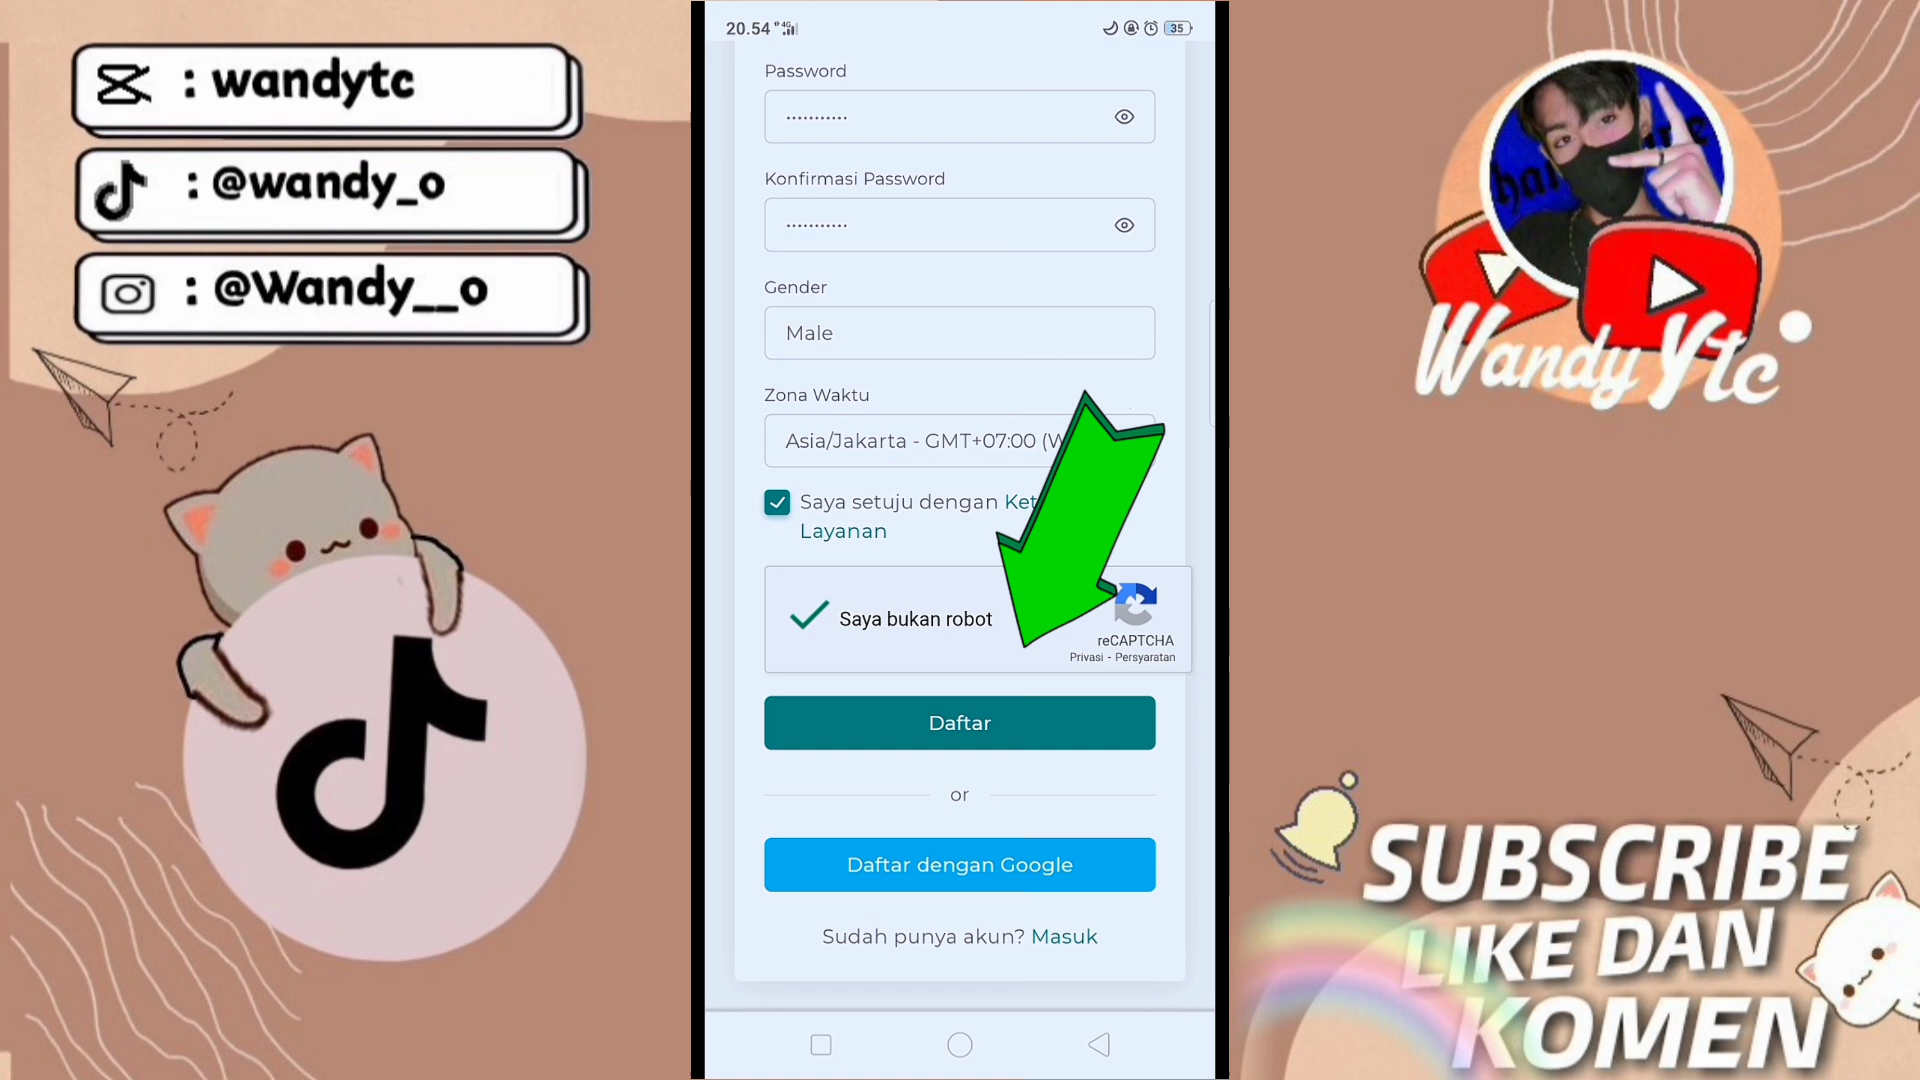 : wandytc
: @wandy_o
: @Wandy__o
20.54 4G
35
Password
Konfirmasi Password
Gender
Male
Zona Waktu
Asia/Jakarta - GMT+07:00 (W
Saya setuju dengan Ket
Layanan
Saya bukan robot
reCAPTCHA
Privasi - Persyaratan
Daftar
or
Daftar dengan Google
Sudah punya akun? Masuk
Wandy Ytc
SUBSCRIBE
LIKE DAN
KOMEN